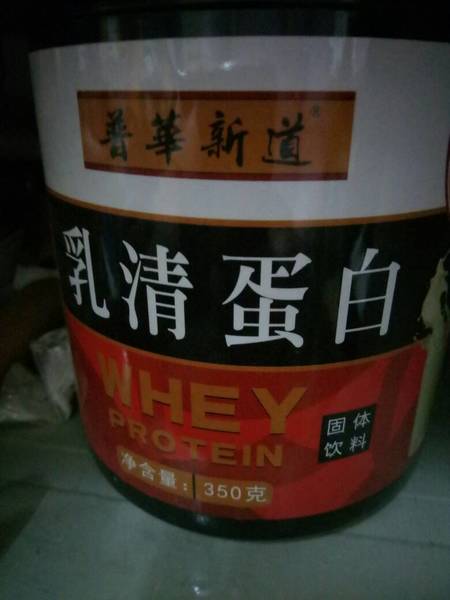 普華新道®
乳清蛋白
WHEY
PROTEIN
固体
饮料
净含量: 350克